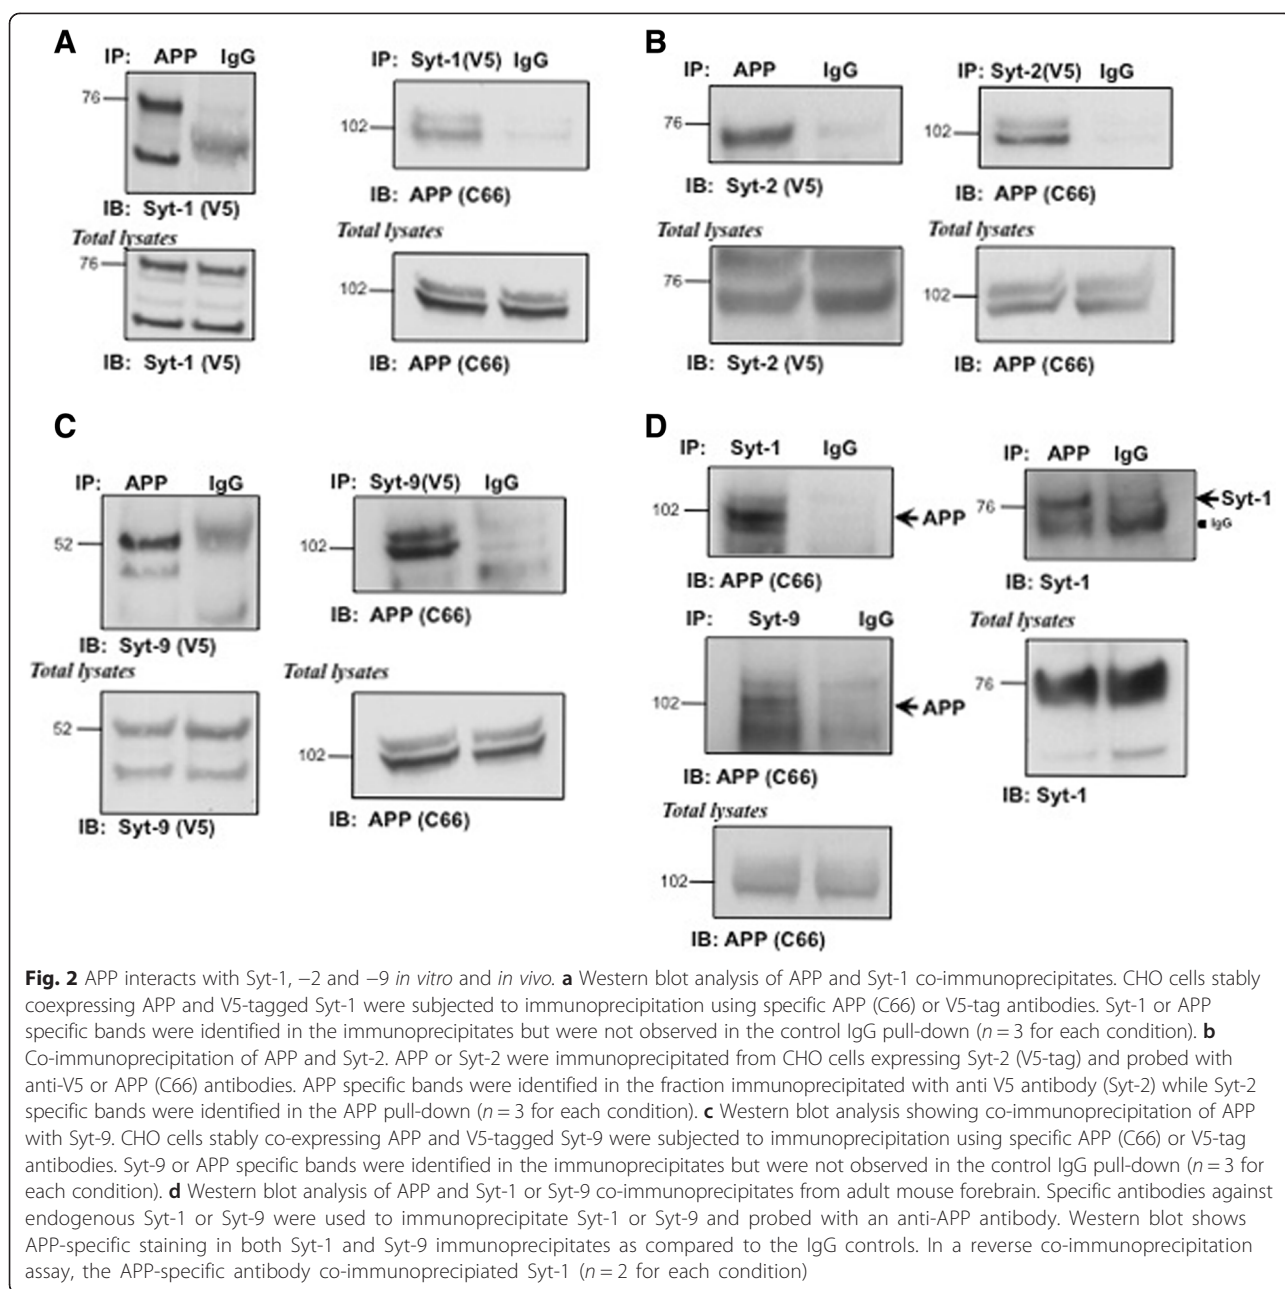 A
IP: APP IgG
76
IB: Syt-1 (V5)
Total lysates
76
IB: Syt-1 (V5)
IP: Syt-1(V5) IgG
102
IB: APP (C66)
Total lysates
102
IB: APP (C66)
B
IP: APP IgG
76
IB: Syt-2 (V5)
Total lysates
76
IB: Syt-2 (V5)
IP: Syt-2(V5) IgG
102
IB: APP (C66)
Total lysates
102
IB: APP (C66)
C
IP: APP IgG
52
IB: Syt-9 (V5)
Total lysates
52
IB: Syt-9 (V5)
IP: Syt-9(V5) IgG
102
IB: APP (C66)
Total lysates
102
IB: APP (C66)
D
IP: Syt-1 IgG
102
APP
IB: APP (C66)
IP: Syt-9 IgG
102
APP
IB: APP (C66)
Total lysates
102
IB: APP (C66)
IP: APP IgG
76
Syt-1
IgG
IB: Syt-1
Total lysates
76
IB: Syt-1
Fig. 2 APP interacts with Syt-1, −2 and −9 in vitro and in vivo. a Western blot analysis of APP and Syt-1 co-immunoprecipitates. CHO cells stably
coexpressing APP and V5-tagged Syt-1 were subjected to immunoprecipitation using specific APP (C66) or V5-tag antibodies. Syt-1 or APP
specific bands were identified in the immunoprecipitates but were not observed in the control IgG pull-down (n = 3 for each condition). b
Co-immunoprecipitation of APP and Syt-2. APP or Syt-2 were immunoprecipitated from CHO cells expressing Syt-2 (V5-tag) and probed with
anti-V5 or APP (C66) antibodies. APP specific bands were identified in the fraction immunoprecipitated with anti V5 antibody (Syt-2) while Syt-2
specific bands were identified in the APP pull-down (n = 3 for each condition). c Western blot analysis showing co-immunoprecipitation of APP
with Syt-9. CHO cells stably co-expressing APP and V5-tagged Syt-9 were subjected to immunoprecipitation using specific APP (C66) or V5-tag
antibodies. Syt-9 or APP specific bands were identified in the immunoprecipitates but were not observed in the control IgG pull-down (n = 3 for
each condition). d Western blot analysis of APP and Syt-1 or Syt-9 co-immunoprecipitates from adult mouse forebrain. Specific antibodies against
endogenous Syt-1 or Syt-9 were used to immunoprecipitate Syt-1 or Syt-9 and probed with an anti-APP antibody. Western blot shows
APP-specific staining in both Syt-1 and Syt-9 immunoprecipitates as compared to the IgG controls. In a reverse co-immunoprecipitation
assay, the APP-specific antibody co-immunoprecipiated Syt-1 (n = 2 for each condition)